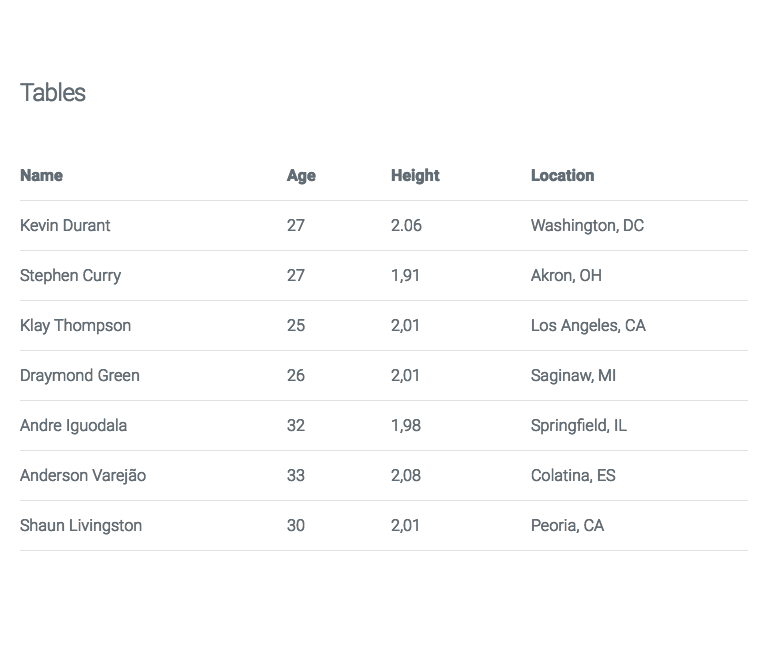 Tables
Name Age Height Location
Kevin Durant 27 2.06 Washington, DC
Stephen Curry 27 1,91 Akron, OH
Klay Thompson 25 2,01 Los Angeles, CA
Draymond Green 26 2,01 Saginaw, MI
Andre Iguodala 32 1,98 Springfield, IL
Anderson Varejão 33 2,08 Colatina, ES
Shaun Livingston 30 2,01 Peoria, CA